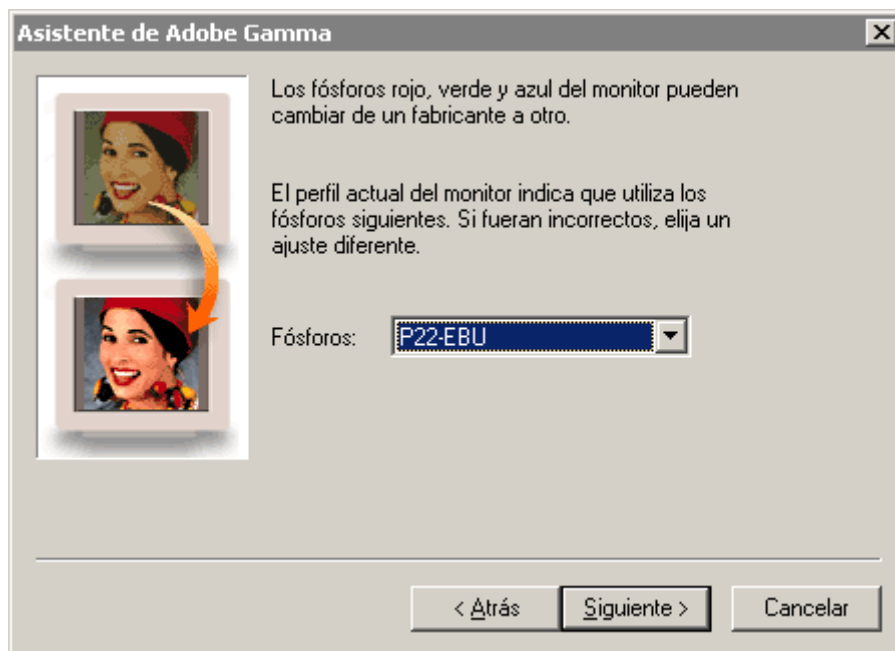 Asistente de Adobe Gamma
Los fósforos rojo, verde y azul del monitor pueden
cambiar de un fabricante a otro.
El perfil actual del monitor indica que utiliza los
fósforos siguientes. Si fueran incorrectos, elija un
ajuste diferente.
Fósforos: P22-EBU
< Atrás Siguiente > Cancelar